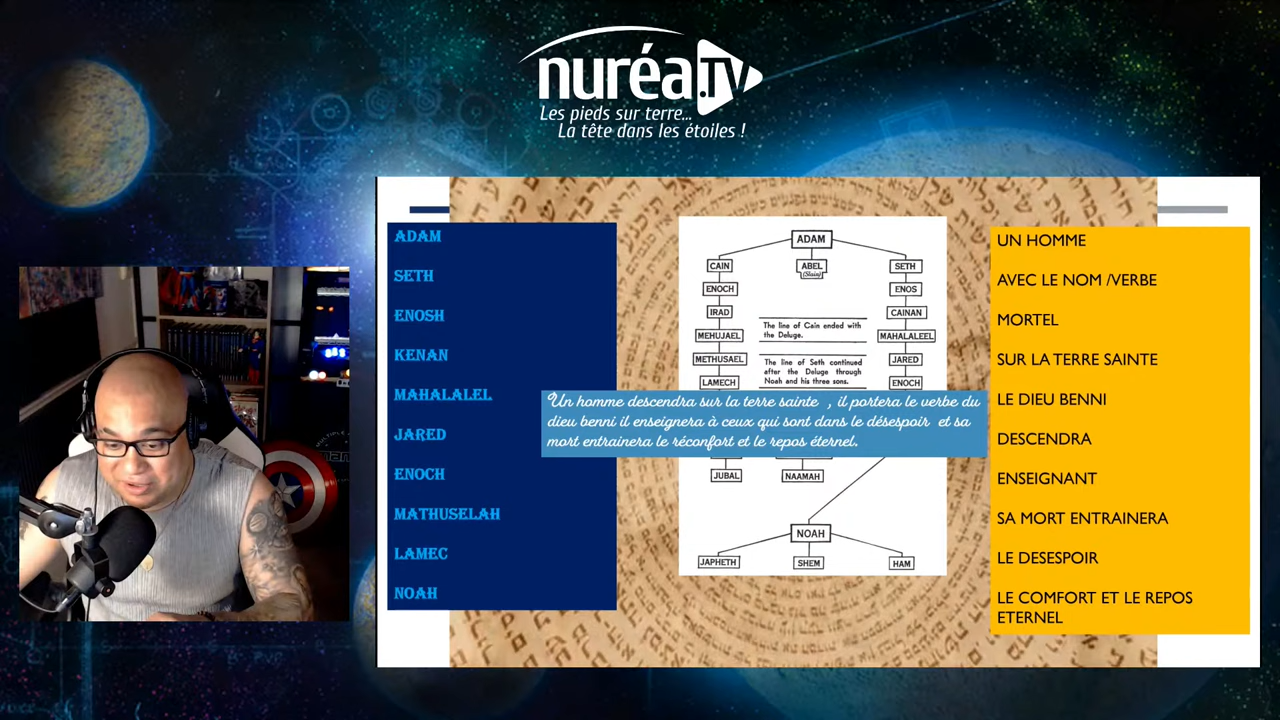 nuréa.TV
Les pieds sur terre...
La tête dans les étoiles !
ADAM
SETH
ENOSH
KENAN
MAHALALEL
JARED
ENOCH
MATHUSELAH
LAMEC
NOAH
ADAM
CAIN
ABEL
(Slain)
SETH
ENOCH
ENOS
IRAD
CAINAN
MEHUJAEL
MAHALALEEL
The line of Cain ended with
the Deluge.
METHUSAEL
JARED
The line of Seth continued
after the Deluge through
Noah and his three sons.
LAMECH
ENOCH
Un homme descendra sur la terre sainte , il portera le verbe du
dieu benni il enseignera à ceux qui sont dans le désespoir et sa
mort entrainera le réconfort et le repos éternel.
JUBAL
NAAMAH
NOAH
JAPHETH
SHEM
HAM
UN HOMME
AVEC LE NOM /VERBE
MORTEL
SUR LA TERRE SAINTE
LE DIEU BENNI
DESCENDRA
ENSEIGNANT
SA MORT ENTRAINERA
LE DESESPOIR
LE COMFORT ET LE REPOS
ETERNEL